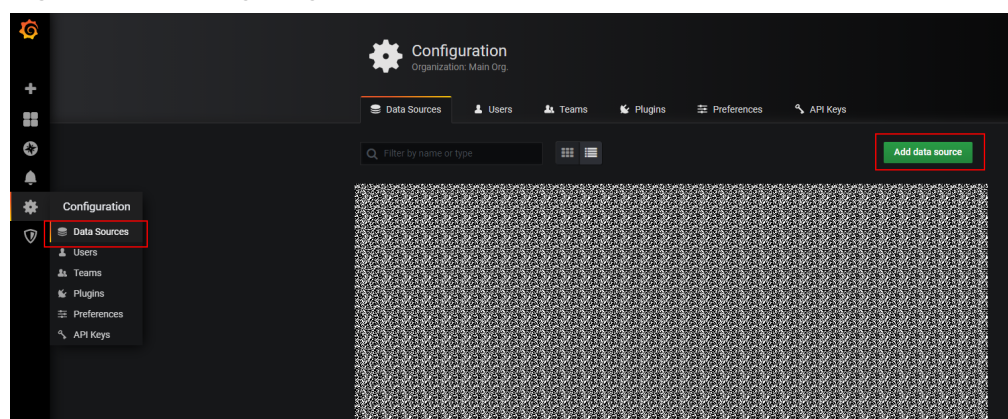 Configuration
Organization: Main Org.
Data Sources Users Teams Plugins Preferences API Keys
Filter by name or type
Add data source
Configuration
Data Sources
Users
Teams
Plugins
Preferences
API Keys